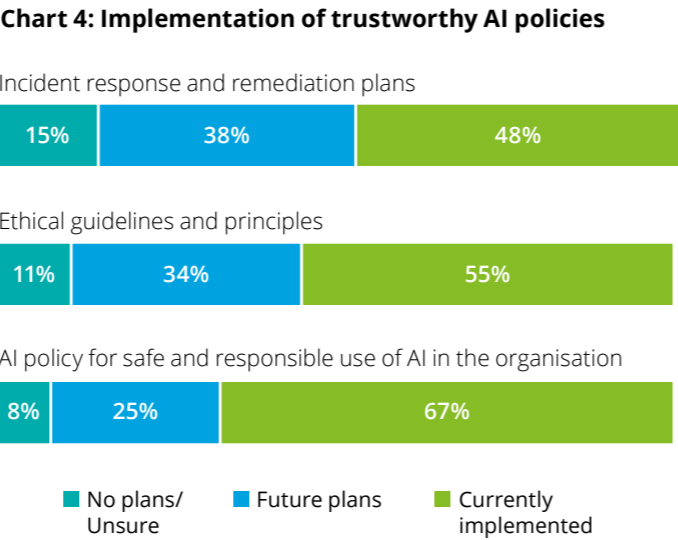 Chart 4: Implementation of trustworthy AI policies
Incident response and remediation plans
15% 38% 48%
Ethical guidelines and principles
11% 34% 55%
AI policy for safe and responsible use of AI in the organisation
8% 25% 67%
No plans/ Future plans Currently
Unsure implemented